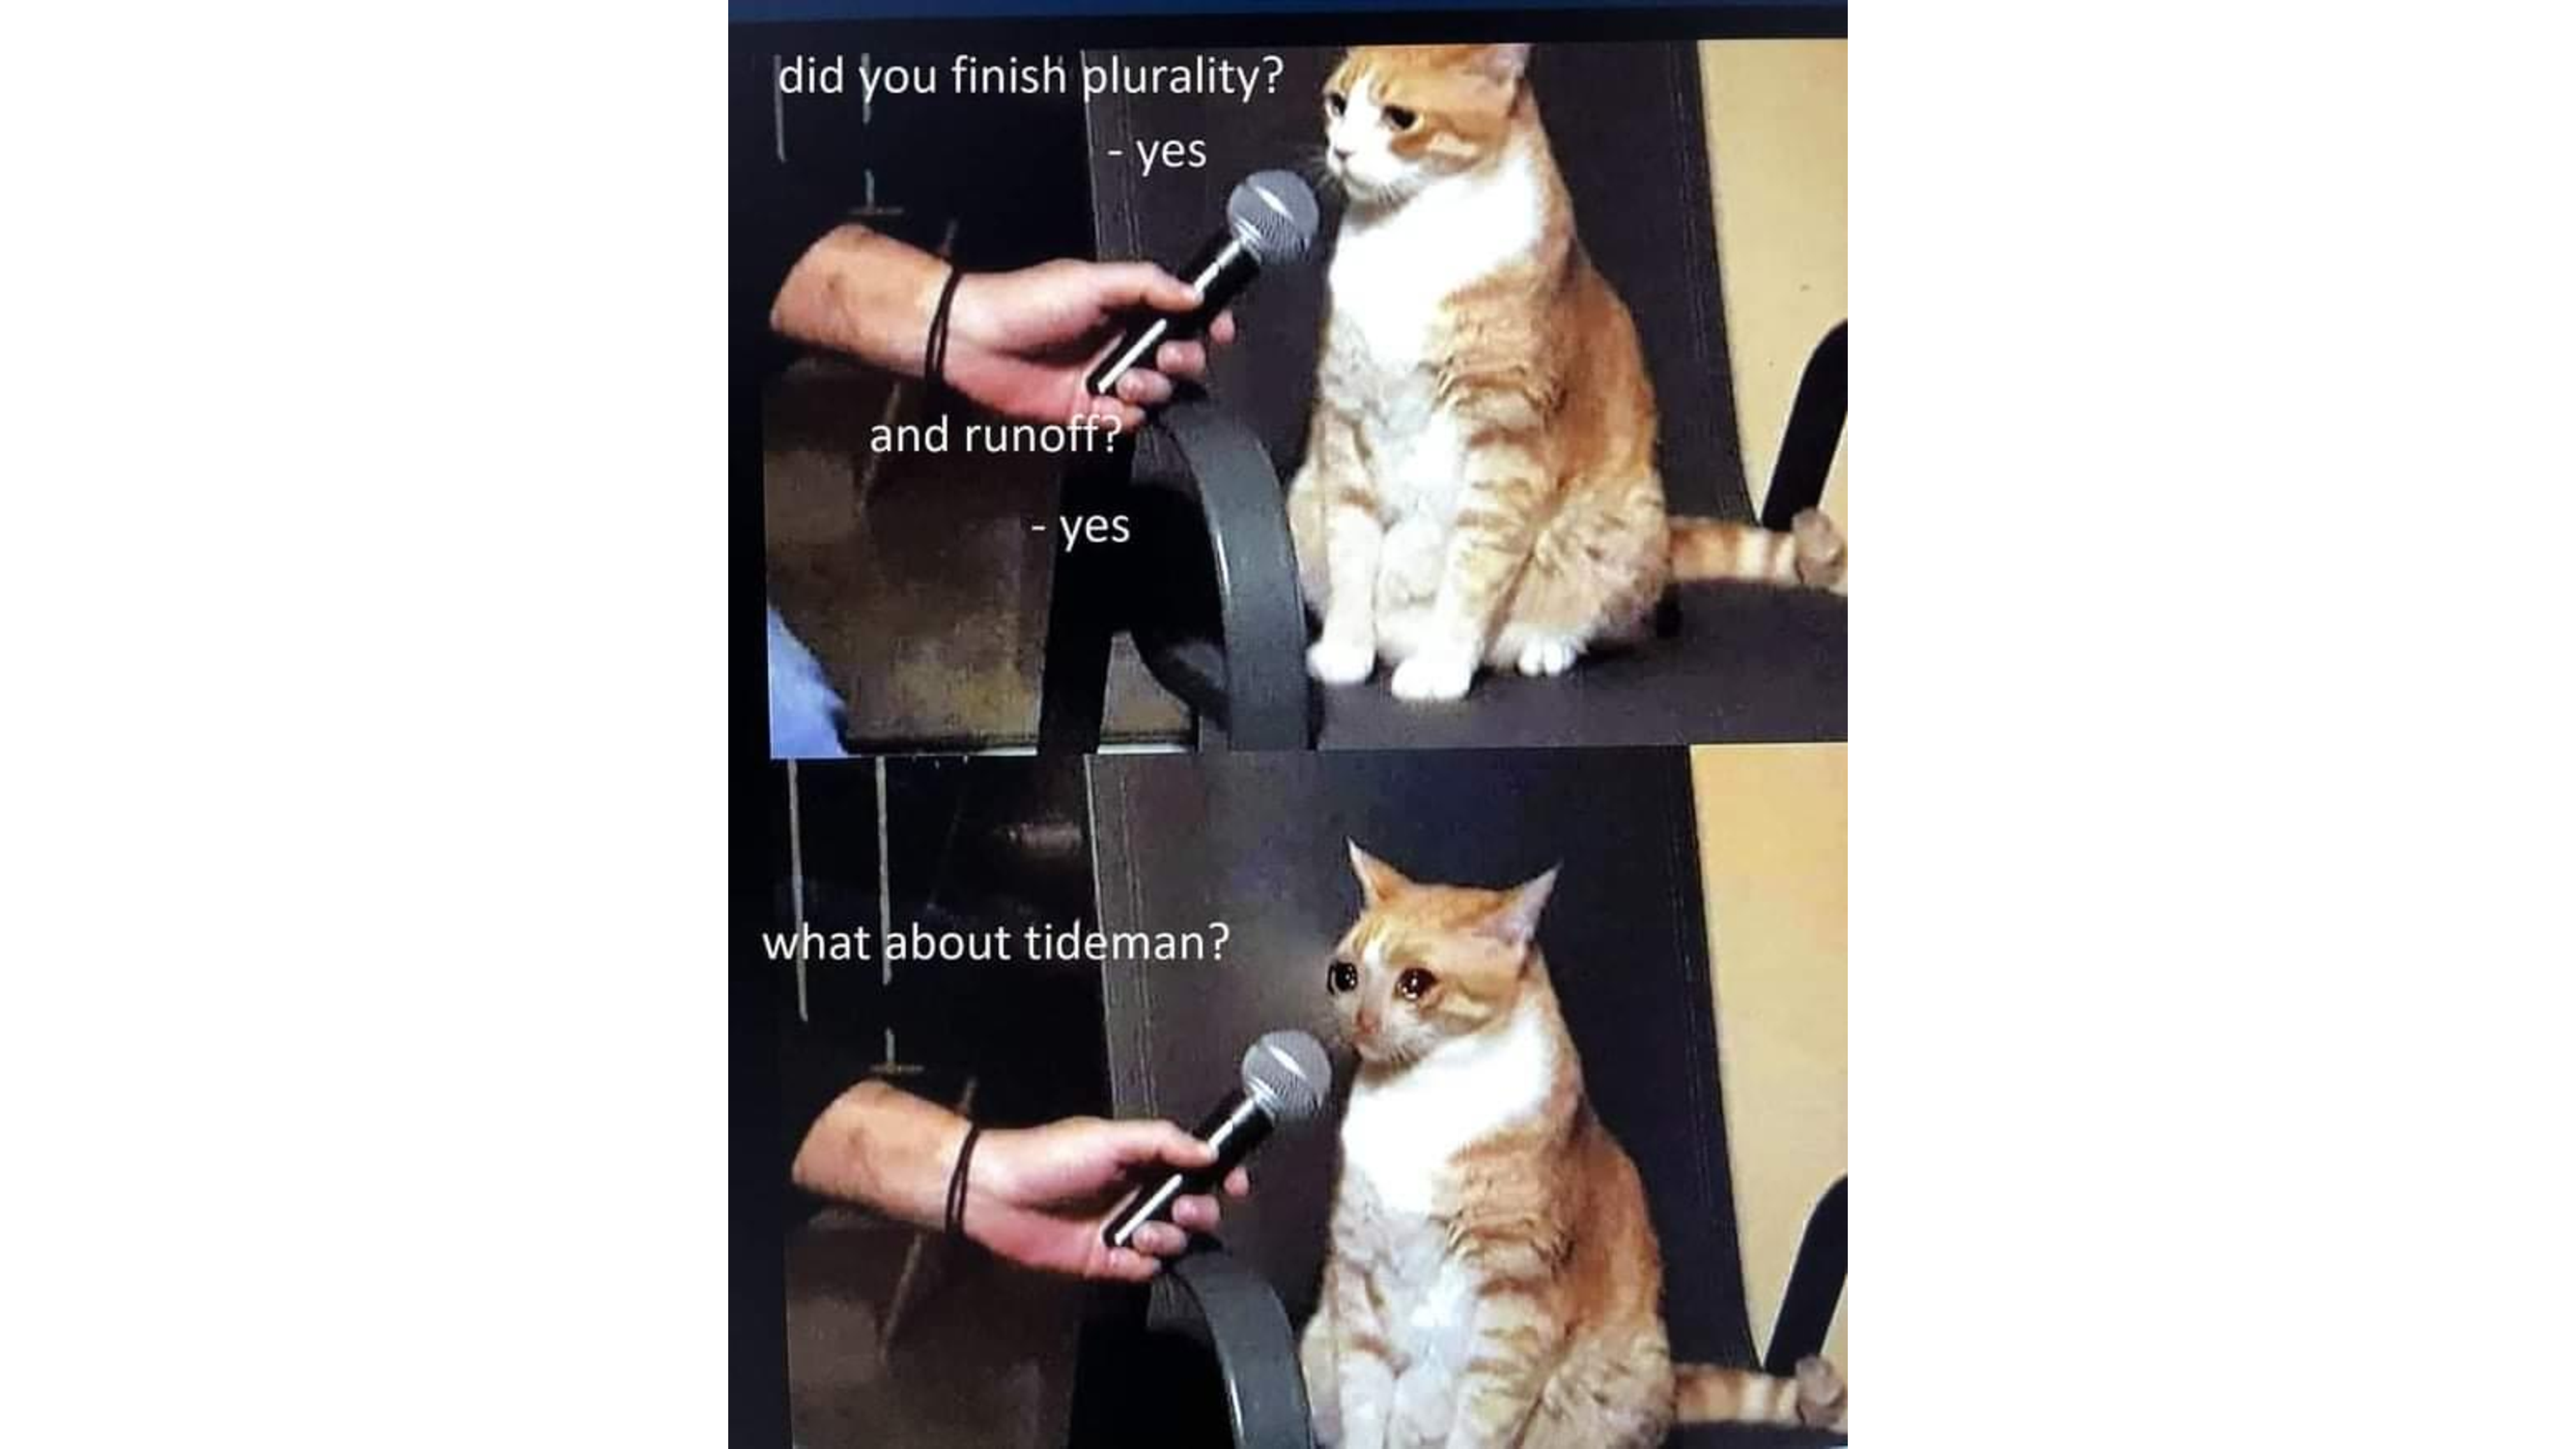 did you finish plurality?
- yes
and runoff?
- yes
what about tideman?